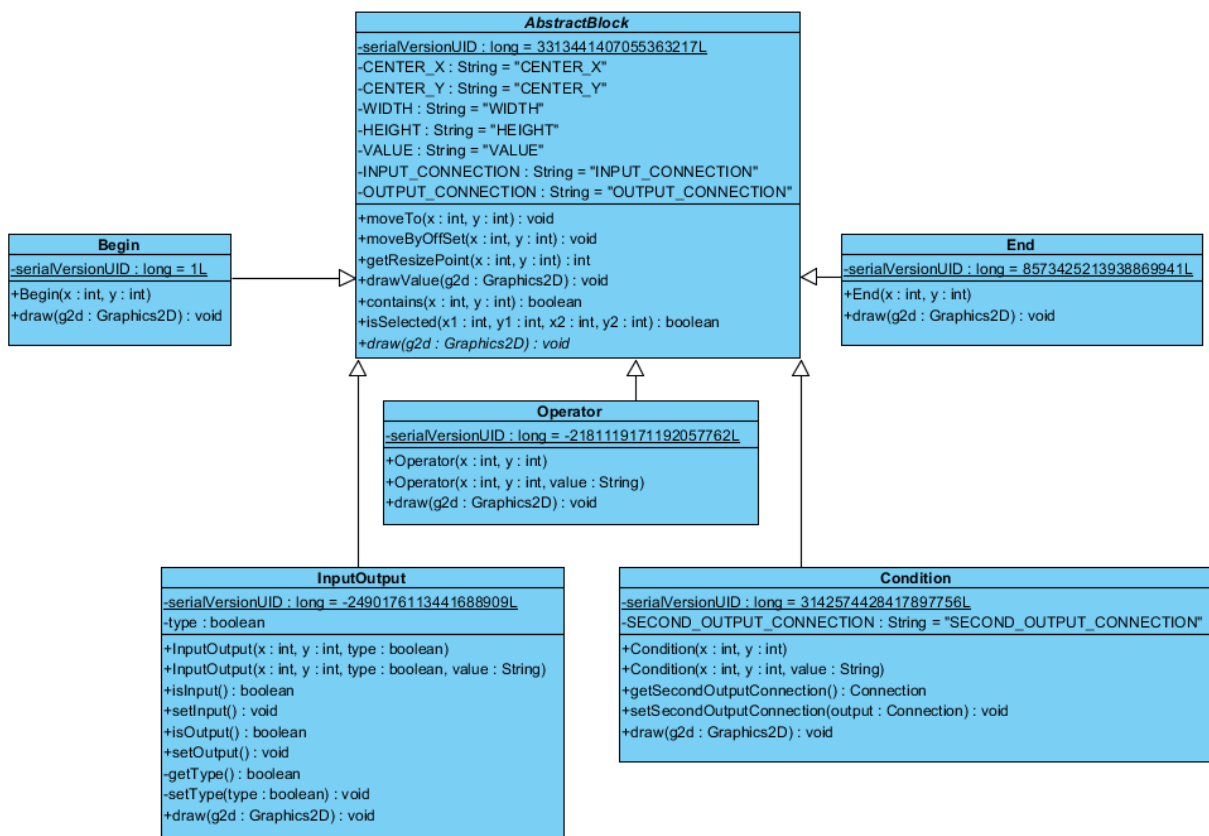 AbstractBlock
-serialVersionUID : long = 3313441407055363217L
-CENTER_X : String = "CENTER_X"
-CENTER_Y : String = "CENTER_Y"
-WIDTH : String = "WIDTH"
-HEIGHT : String = "HEIGHT"
-VALUE : String = "VALUE"
-INPUT_CONNECTION : String = "INPUT_CONNECTION"
-OUTPUT_CONNECTION : String = "OUTPUT_CONNECTION"
+moveTo(x : int, y : int) : void
+moveByOffSet(x : int, y : int) : void
+getResizePoint(x : int, y : int) : int
+drawValue(g2d : Graphics2D) : void
+contains(x : int, y : int) : boolean
+isSelected(x1 : int, y1 : int, x2 : int, y2 : int) : boolean
+draw(g2d : Graphics2D) : void
Begin
-serialVersionUID : long = 1L
+Begin(x : int, y : int)
+draw(g2d : Graphics2D) : void
End
-serialVersionUID : long = 8573425213938869941L
+End(x : int, y : int)
+draw(g2d : Graphics2D) : void
Operator
-serialVersionUID : long = -2181119171192057762L
+Operator(x : int, y : int)
+Operator(x : int, y : int, value : String)
+draw(g2d : Graphics2D) : void
InputOutput
-serialVersionUID : long = -2490176113441688909L
-type : boolean
+InputOutput(x : int, y : int, type : boolean)
+InputOutput(x : int, y : int, type : boolean, value : String)
+isInput() : boolean
+setInput() : void
+isOutput() : boolean
+setOutput() : void
-getType() : boolean
-setType(type : boolean) : void
+draw(g2d : Graphics2D) : void
Condition
-serialVersionUID : long = 3142574428417897756L
-SECOND_OUTPUT_CONNECTION : String = "SECOND_OUTPUT_CONNECTION"
+Condition(x : int, y : int)
+Condition(x : int, y : int, value : String)
+getSecondOutputConnection() : Connection
+setSecondOutputConnection(output : Connection) : void
+draw(g2d : Graphics2D) : void